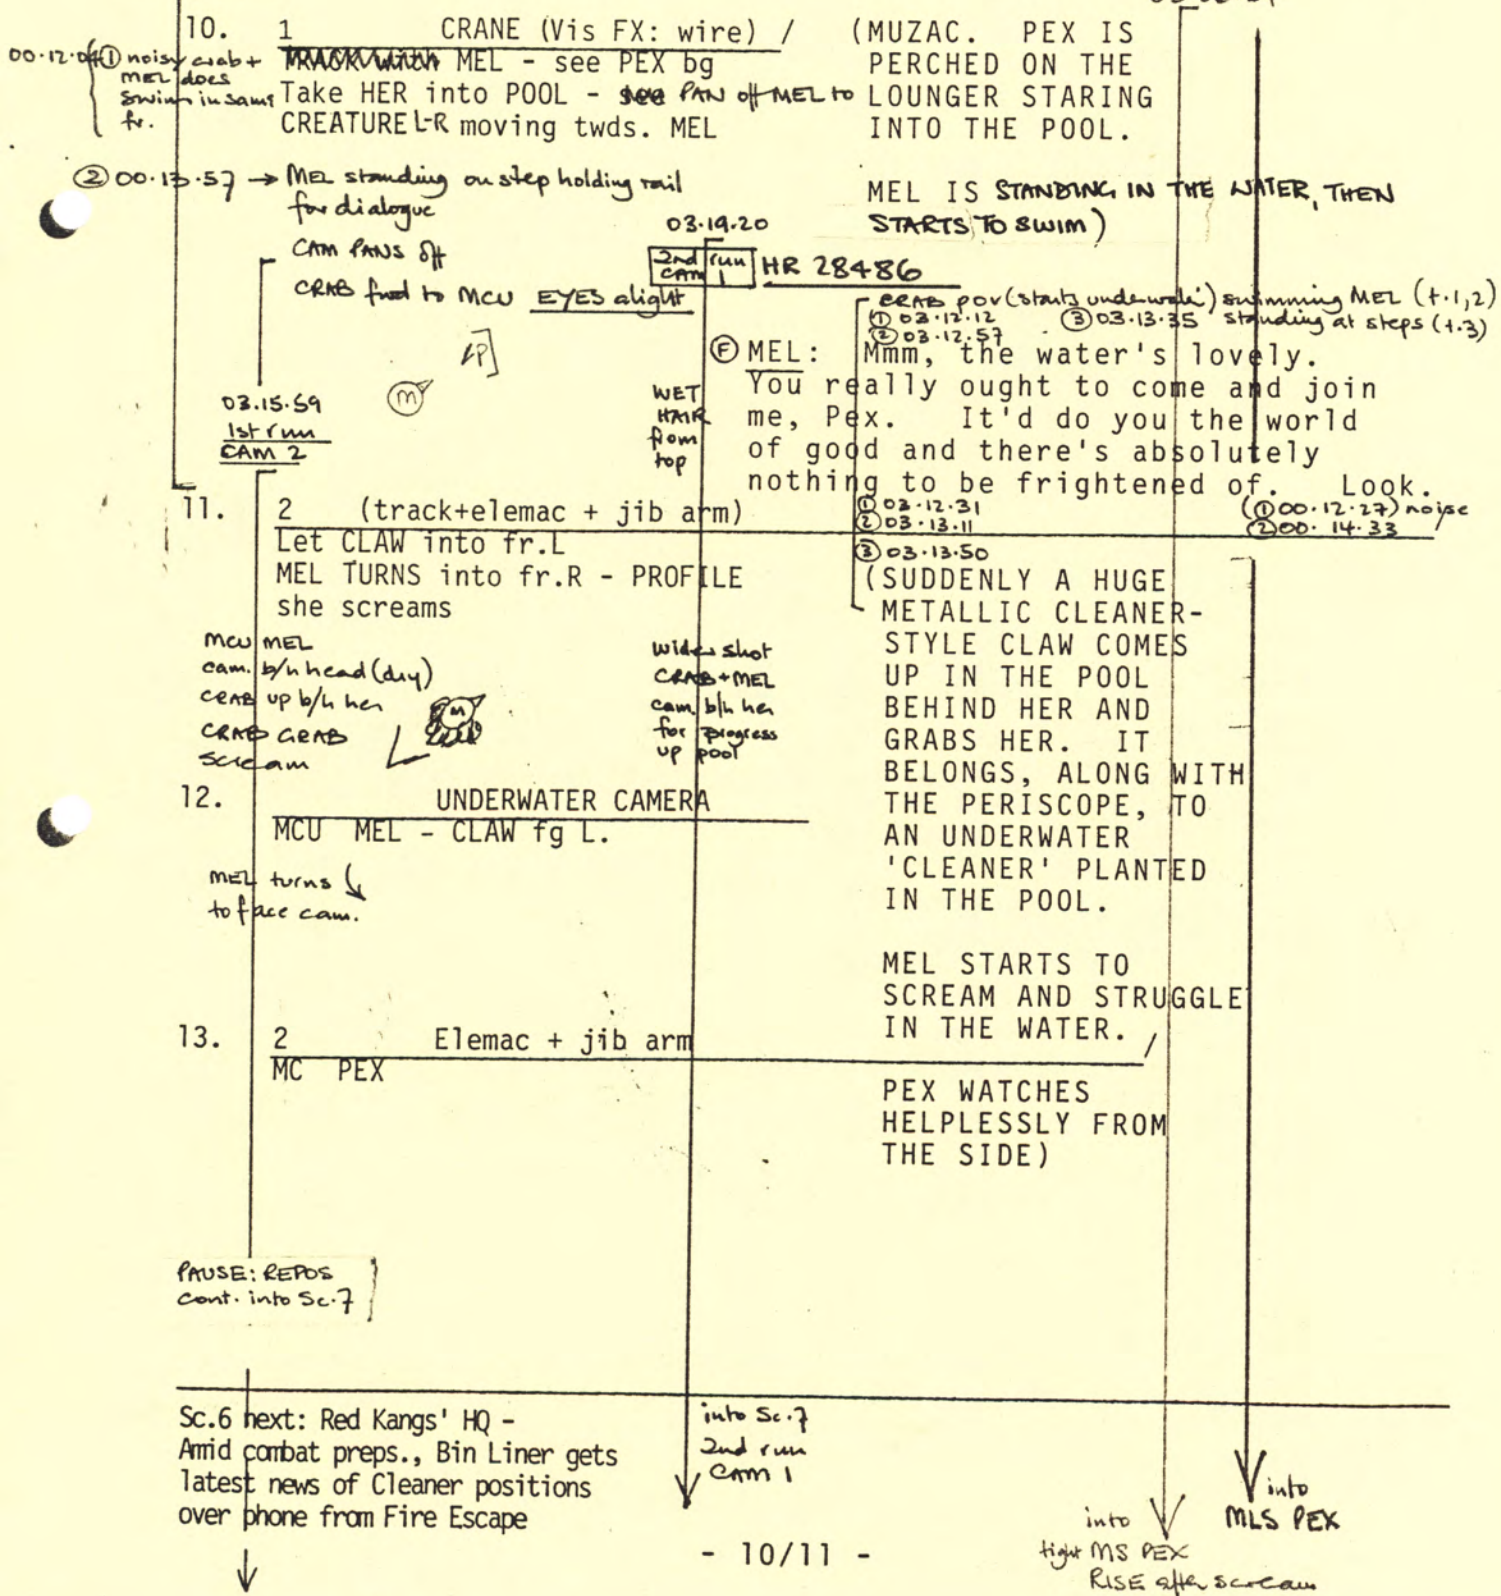 10. 1 CRANE (Vis FX: wire) /
TRACK with MEL - see PEX bg
Take HER into POOL - see PAN off MEL to
CREATURE L-R moving twds. MEL
00.12.04 ① noisy crab +
MEL does
swim in same
fr.
② 00.13.57 → MEL standing on step holding rail
for dialogue
CAM PANS off
CRAB fwd to MCU EYES alight
(MUZAC. PEX IS
PERCHED ON THE
LOUNGER STARING
INTO THE POOL.
MEL IS STANDING IN THE WATER, THEN
STARTS TO SWIM)
03.19.20
2nd run
CAM 1
HR 28486
CRAB pov (starts underwater) swimming MEL (t.1,2)
① 03.12.12 ③ 03.13.35 standing at steps (t.3)
② 03.12.57
P
M
03.15.59
1st run
CAM 2
WET
HAIR
from
top
Ⓕ MEL: Mmm, the water's lovely.
You really ought to come and join
me, Pex. It'd do you the world
of good and there's absolutely
nothing to be frightened of. Look.
① 03.12.31
② 03.13.11
③ 03.13.50
(① 00.12.27) noise
② 00.14.33
11. 2 (track+elemac + jib arm)
Let CLAW into fr.L
MEL TURNS into fr.R - PROFILE
she screams
MCU MEL
cam. b/h head (dry)
CRAB up b/h her
CRAB GRAB
scream
M
wider shot
CRAB + MEL
cam. b/h her
for progress
up pool
(SUDDENLY A HUGE
METALLIC CLEANER-
STYLE CLAW COMES
UP IN THE POOL
BEHIND HER AND
GRABS HER. IT
BELONGS, ALONG WITH
THE PERISCOPE, TO
AN UNDERWATER
'CLEANER' PLANTED
IN THE POOL.
12. UNDERWATER CAMERA
MCU MEL - CLAW fg L.
MEL turns
to face cam.
MEL STARTS TO
SCREAM AND STRUGGLE
IN THE WATER. /
13. 2 Elemac + jib arm
MC PEX
PEX WATCHES
HELPLESSLY FROM
THE SIDE)
PAUSE: REPOS
cont. into Sc.7
Sc.6 next: Red Kangs' HQ -
Amid combat preps., Bin Liner gets
latest news of Cleaner positions
over phone from Fire Escape
into Sc.7
2nd run
CAM 1
- 10/11 -
into
tight MS PEX
RISE after scream
into
MLS PEX